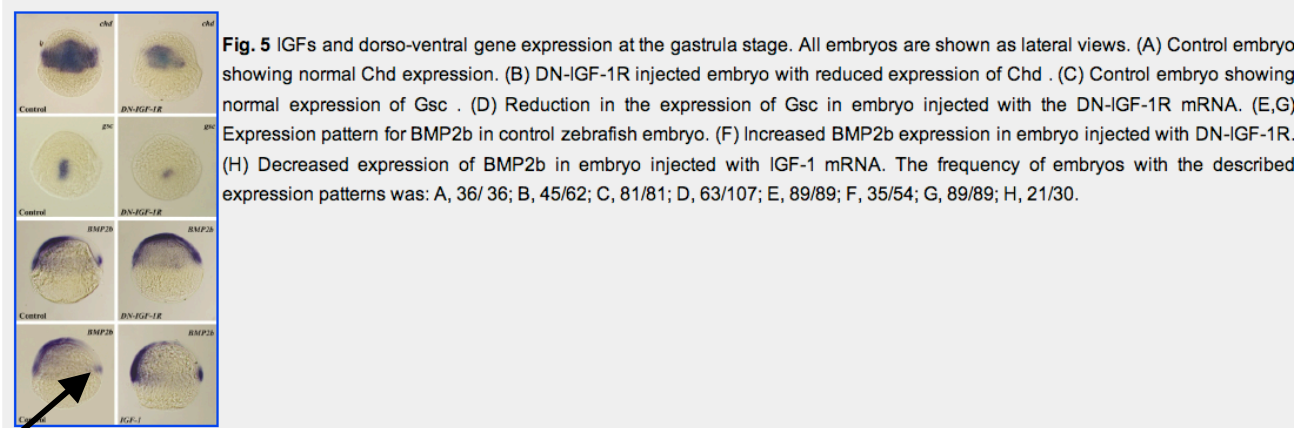 chd
chd
Control
DN-IGF-1R
gsc
gsc
Control
DN-IGF-1R
BMP2b
BMP2b
Control
DN-IGF-1R
BMP2b
BMP2b
IGF-1
Fig. 5 IGFs and dorso-ventral gene expression at the gastrula stage. All embryos are shown as lateral views. (A) Control embryo
showing normal Chd expression. (B) DN-IGF-1R injected embryo with reduced expression of Chd . (C) Control embryo showing
normal expression of Gsc . (D) Reduction in the expression of Gsc in embryo injected with the DN-IGF-1R mRNA. (E,G)
Expression pattern for BMP2b in control zebrafish embryo. (F) Increased BMP2b expression in embryo injected with DN-IGF-1R.
(H) Decreased expression of BMP2b in embryo injected with IGF-1 mRNA. The frequency of embryos with the described
expression patterns was: A, 36/ 36; B, 45/62; C, 81/81; D, 63/107; E, 89/89; F, 35/54; G, 89/89; H, 21/30.